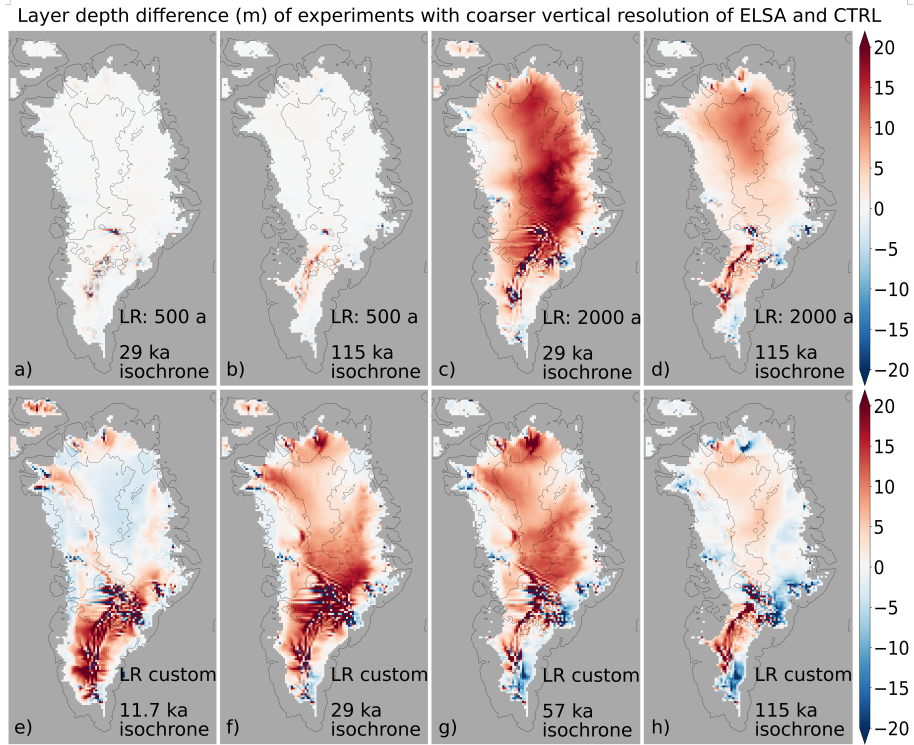 Layer depth difference (m) of experiments with coarser vertical resolution of ELSA and CTRL
LR: 500 a
29 ka
isochrone
a)
LR: 500 a
115 ka
isochrone
b)
LR: 2000 a
29 ka
isochrone
c)
LR: 2000 a
115 ka
isochrone
d)
20
15
10
5
0
−5
−10
−15
−20
LR custom
11.7 ka
isochrone
e)
LR custom
29 ka
isochrone
f)
LR custom
57 ka
isochrone
g)
LR custom
115 ka
isochrone
h)
20
15
10
5
0
−5
−10
−15
−20